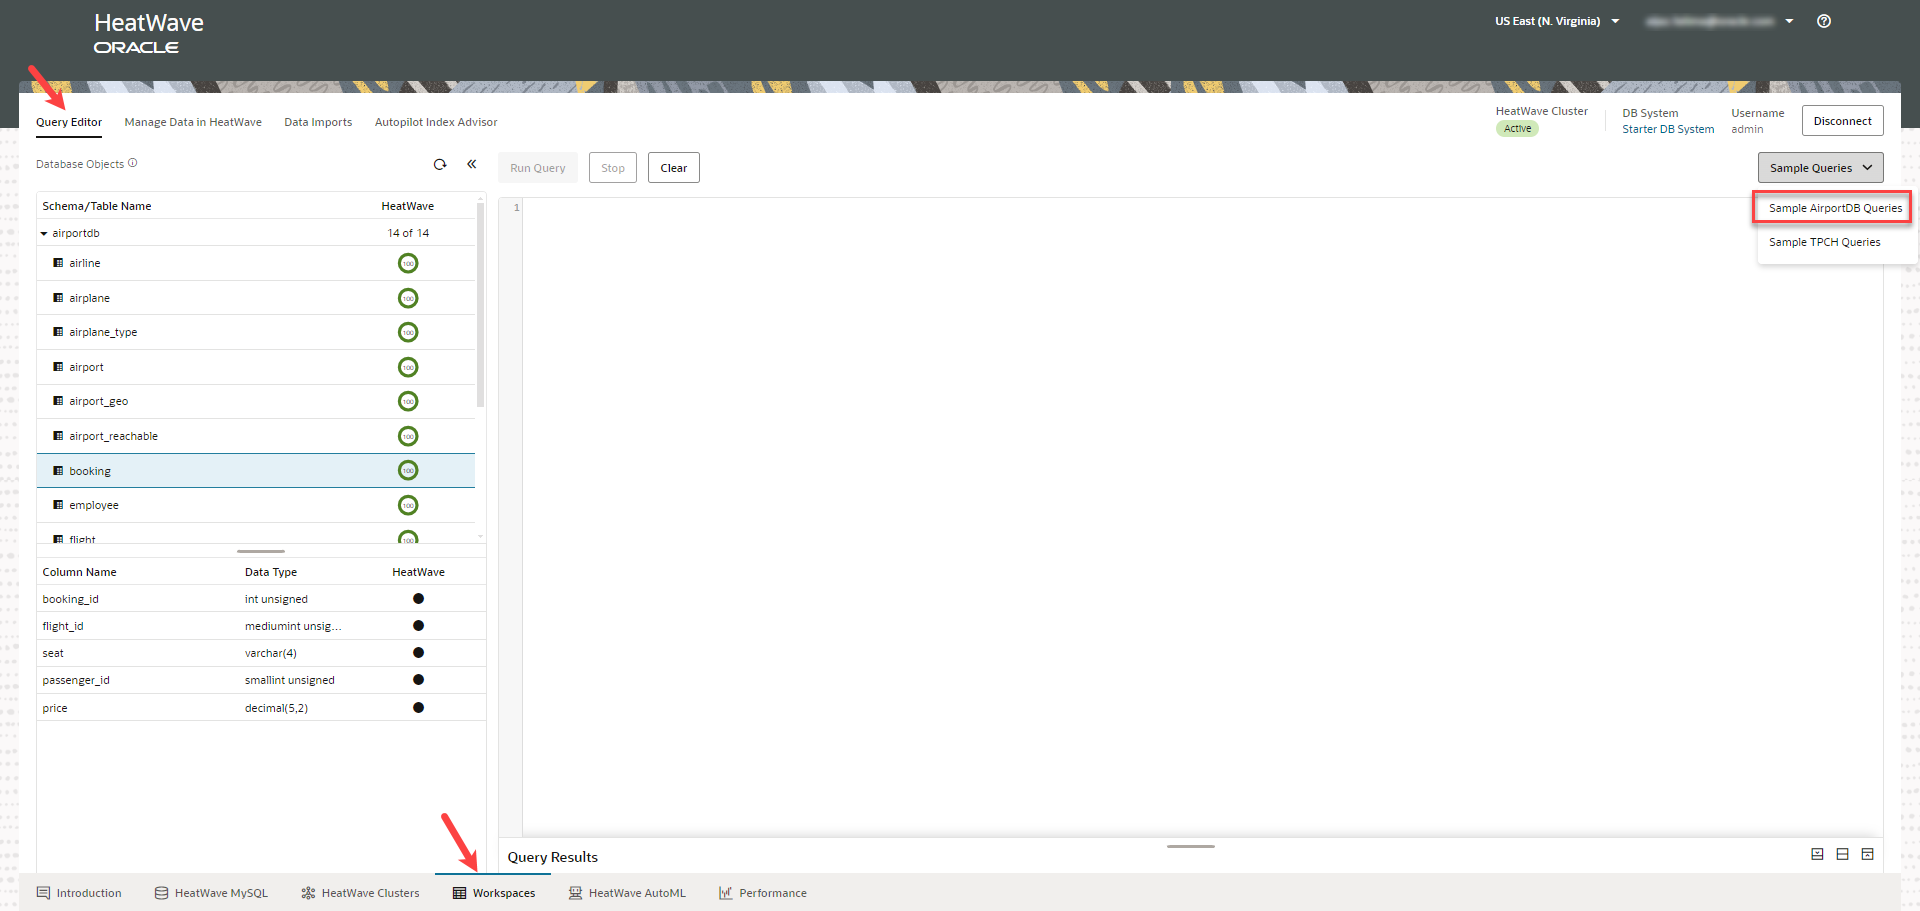 HeatWave
ORACLE
US East (N. Virginia)
Query Editor
Manage Data in HeatWave
Data Imports
Autopilot Index Advisor
HeatWave Cluster
Active
DB System
Starter DB System
Username
admin
Disconnect
Database Objects
Run Query
Stop
Clear
Sample Queries
Sample AirportDB Queries
Sample TPCH Queries
Schema/Table Name HeatWave
airportdb 14 of 14
airline 100
airplane 100
airplane_type 100
airport 100
airport_geo 100
airport_reachable 100
booking 100
employee 100
flight 100
1
Column Name Data Type HeatWave
booking_id int unsigned
flight_id mediumint unsig...
seat varchar(4)
passenger_id smallint unsigned
price decimal(5,2)
Query Results
Introduction
HeatWave MySQL
HeatWave Clusters
Workspaces
HeatWave AutoML
Performance